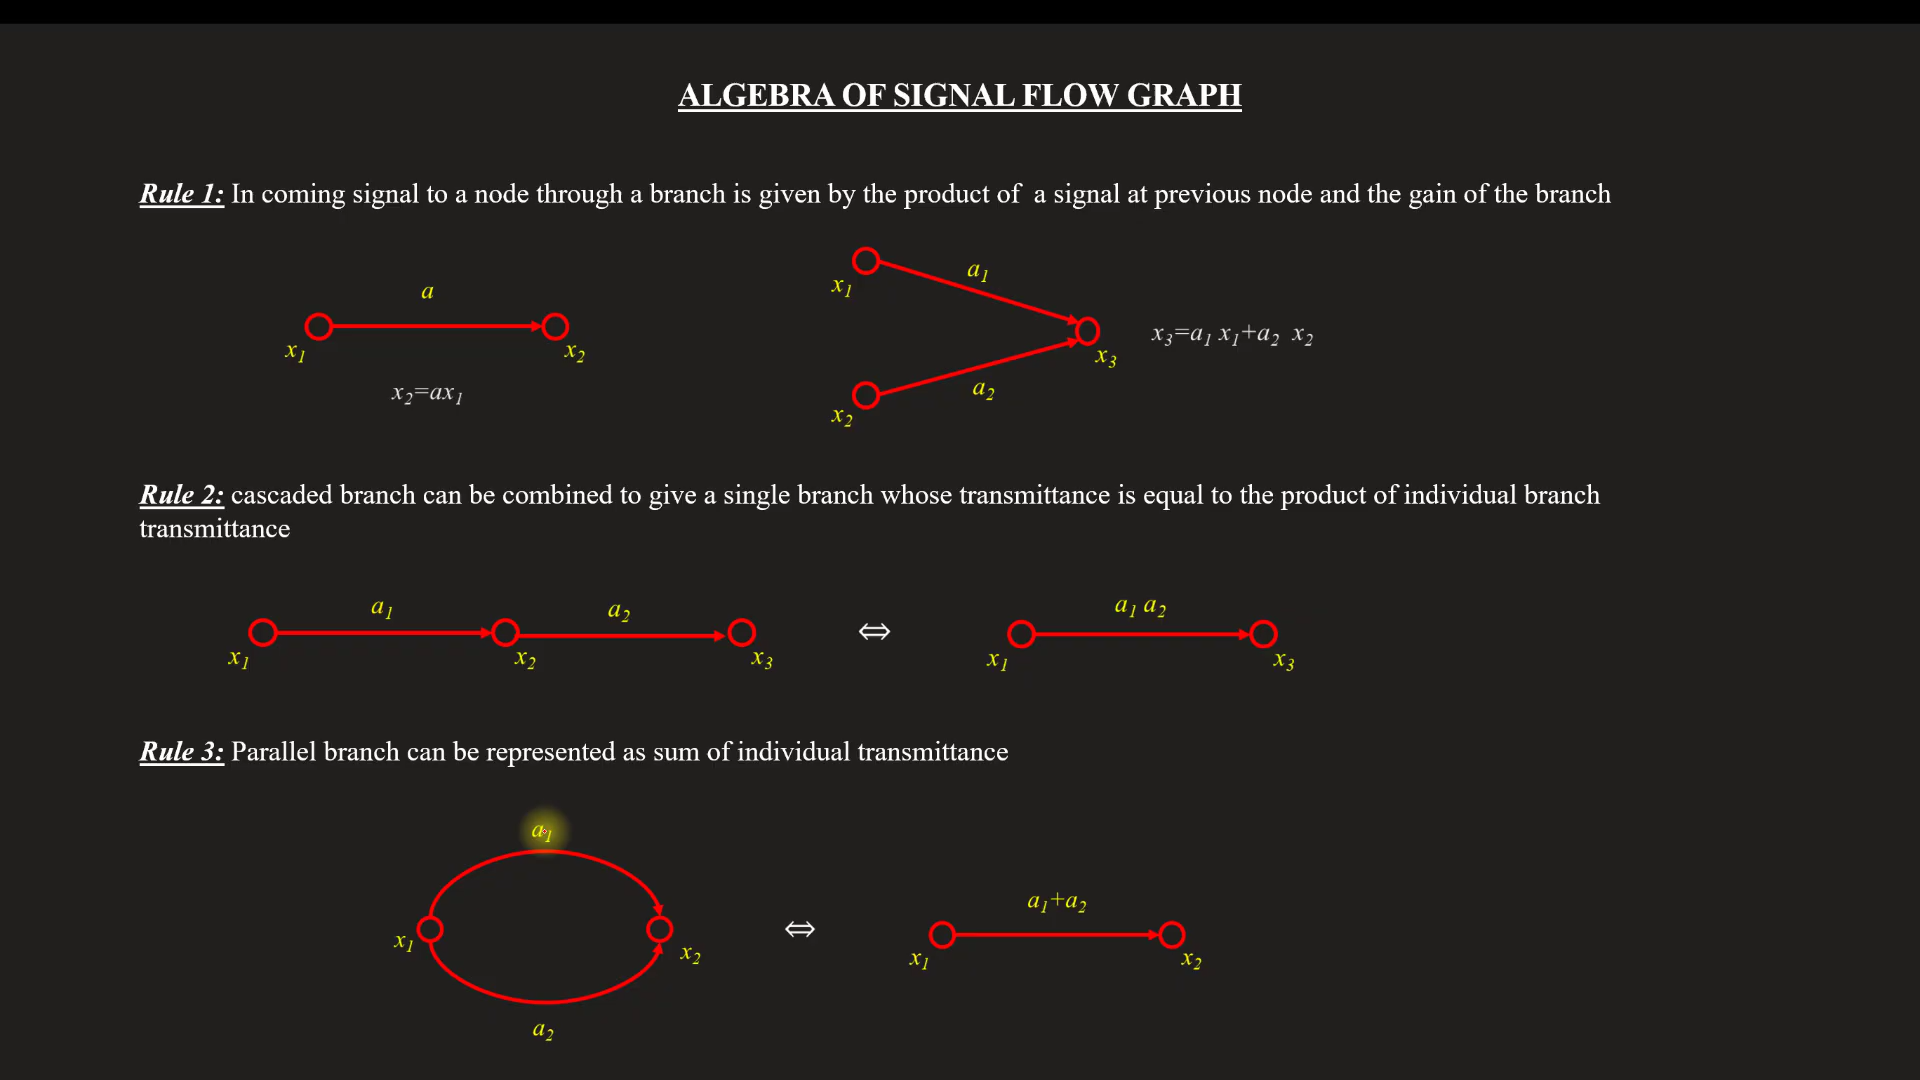 ALGEBRA OF SIGNAL FLOW GRAPH
Rule 1: In coming signal to a node through a branch is given by the product of a signal at previous node and the gain of the branch
x1
a1
a
x1
x2
x3
x3=a1 x1+a2 x2
x2=ax1
a2
x2
Rule 2: cascaded branch can be combined to give a single branch whose transmittance is equal to the product of individual branch
transmittance
a1
a2
⇔
a1 a2
x1
x2
x3
x1
x3
Rule 3: Parallel branch can be represented as sum of individual transmittance
a1
x1
x2
⇔
a1+a2
x1
x2
a2